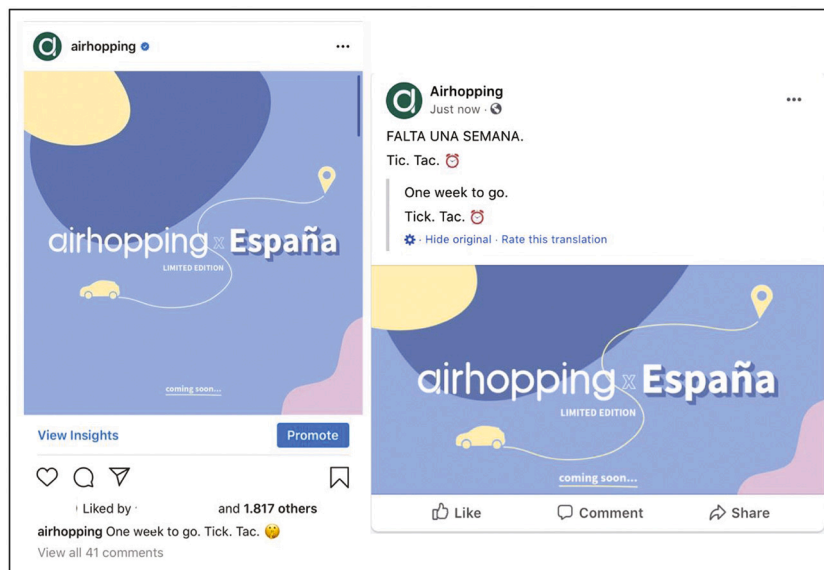 airhopping
airhopping x España
LIMITED EDITION
coming soon...
View Insights
Promote
Liked by
and 1.817 others
airhopping One week to go. Tick. Tac. 🤫
View all 41 comments
Airhopping
Just now ·
FALTA UNA SEMANA.
Tic. Tac. ⏰
One week to go.
Tick. Tac. ⏰
· Hide original · Rate this translation
airhopping x España
LIMITED EDITION
coming soon...
Like
Comment
Share